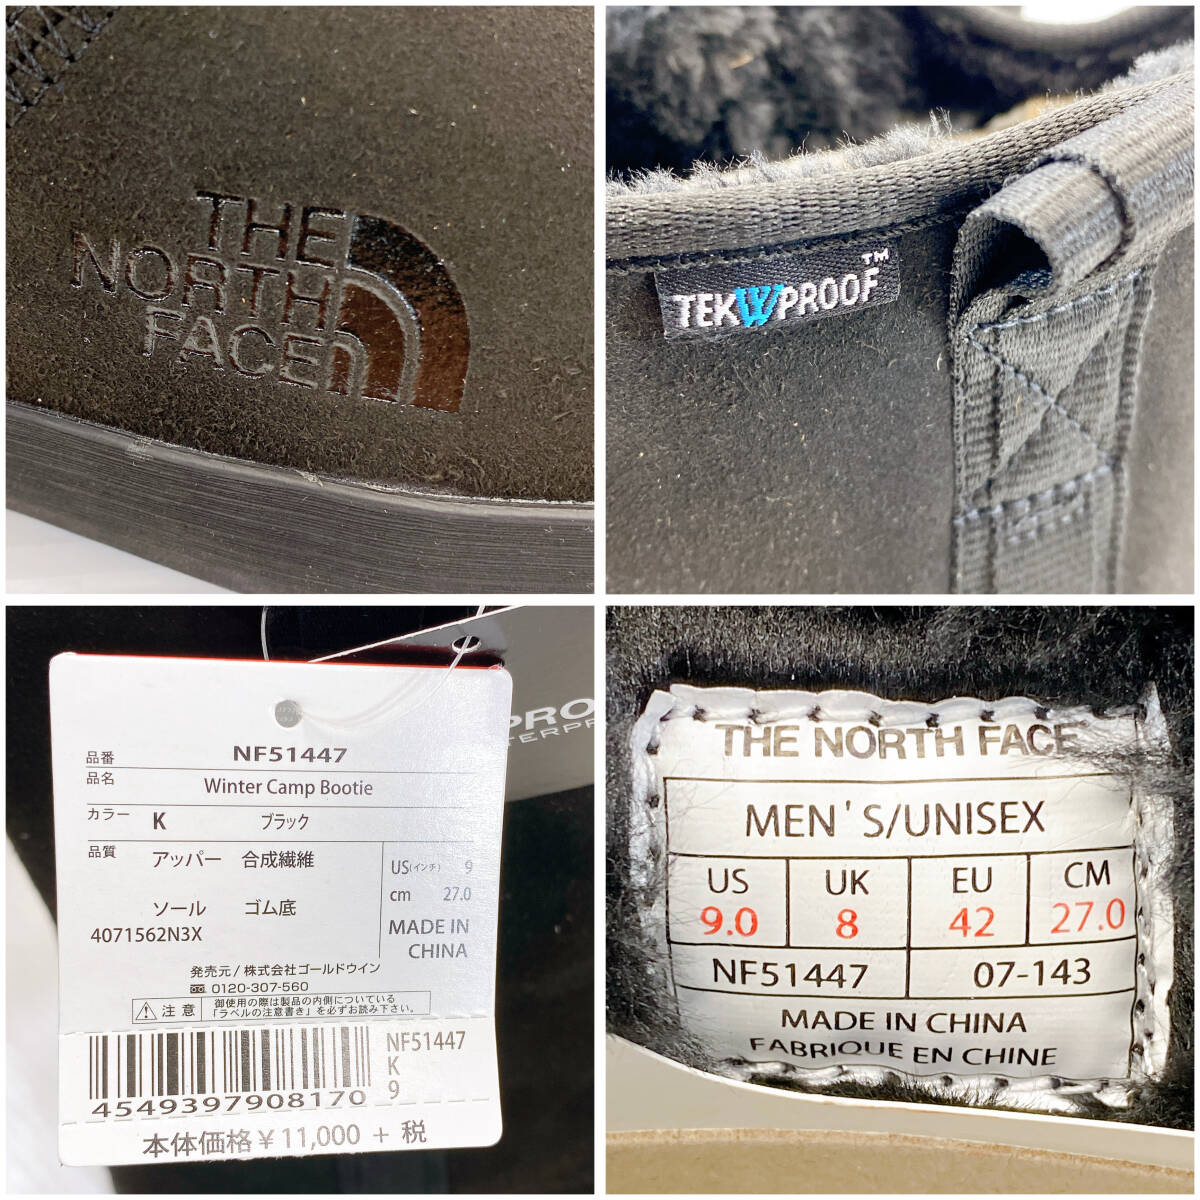 THE
NORTH
FACE
TEKWPROOF™
品番 NF51447
品名 Winter Camp Bootie
カラー K ブラック
品質 アッパー 合成繊維
ソール ゴム底
4071562N3X
US(インチ) 9
cm 27.0
MADE IN
CHINA
発売元/株式会社ゴールドウイン
0120-307-560
注意 御使用の際は製品の内側についている
「ラベルの注意書き」を必ずお読み下さい。
4549397908170
NF51447
K
9
本体価格¥11,000 + 税
THE NORTH FACE
MEN'S/UNISEX
US UK EU CM
9.0 8 42 27.0
NF51447 07-143
MADE IN CHINA
FABRIQUE EN CHINE